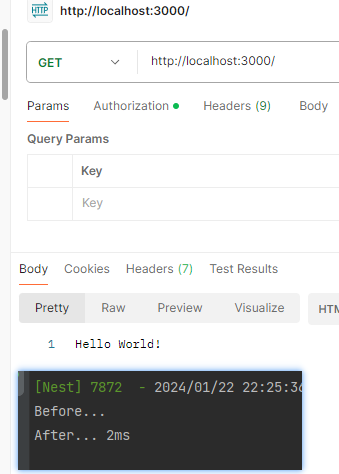 HTTP http://localhost:3000/
GET http://localhost:3000/
Params Authorization Headers (9) Body
Query Params
Key
Key
Body Cookies Headers (7) Test Results
Pretty Raw Preview Visualize HTM
1 Hello World!
[Nest] 7872 - 2024/01/22 22:25:36
Before...
After... 2ms